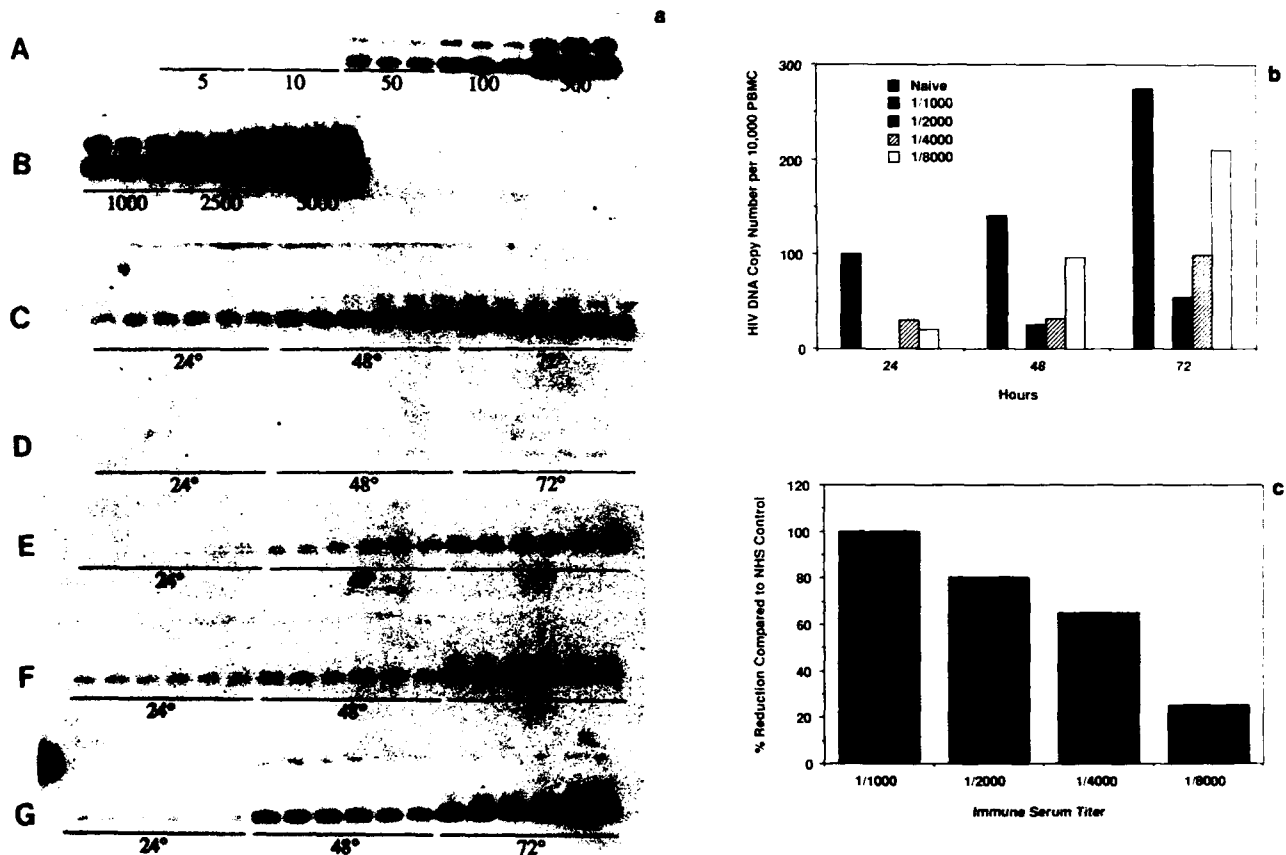 a
A
5 10 50 100 500
B
1000 2500 5000
C
24° 48° 72°
D
24° 48° 72°
E
24°
F
24° 48°
G
24° 48° 72°
b
HIV DNA Copy Number per 10,000 PBMC
300
200
100
0
Naive
1/1000
1/2000
1/4000
1/8000
24 48 72
Hours
c
% Reduction Compared to NHS Control
120
100
80
60
40
20
0
1/1000 1/2000 1/4000 1/8000
Immune Serum Titer